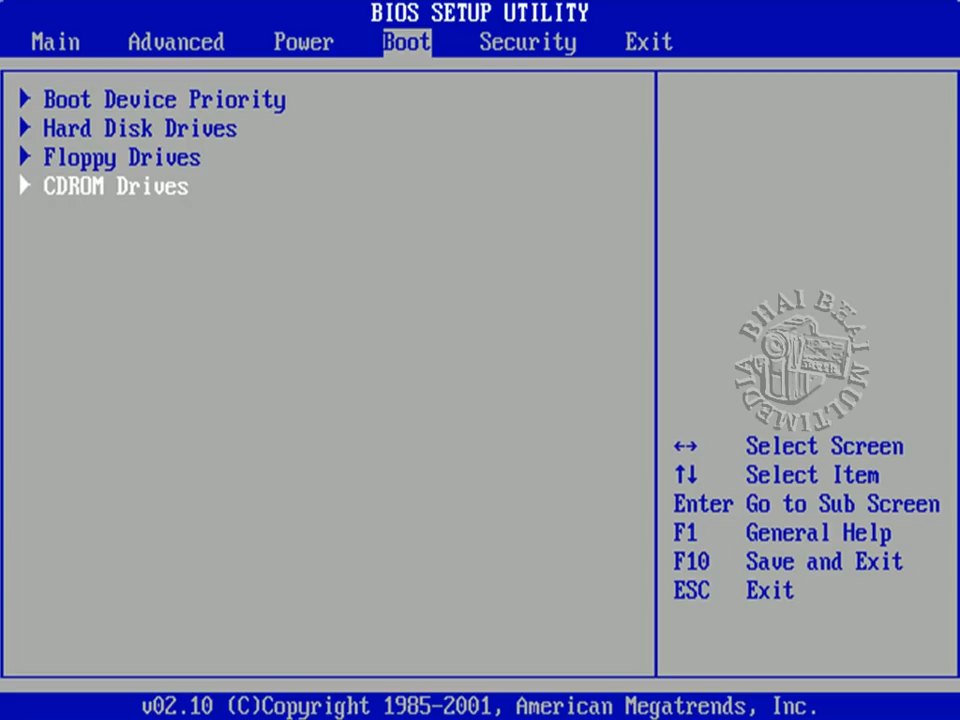 BIOS SETUP UTILITY
Main Advanced Power Boot Security Exit
Boot Device Priority
Hard Disk Drives
Floppy Drives
CDROM Drives
BHAI BHAI MULTIMEDIA
↔ Select Screen
↑↓ Select Item
Enter Go to Sub Screen
F1 General Help
F10 Save and Exit
ESC Exit
v02.10 (C)Copyright 1985-2001, American Megatrends, Inc.